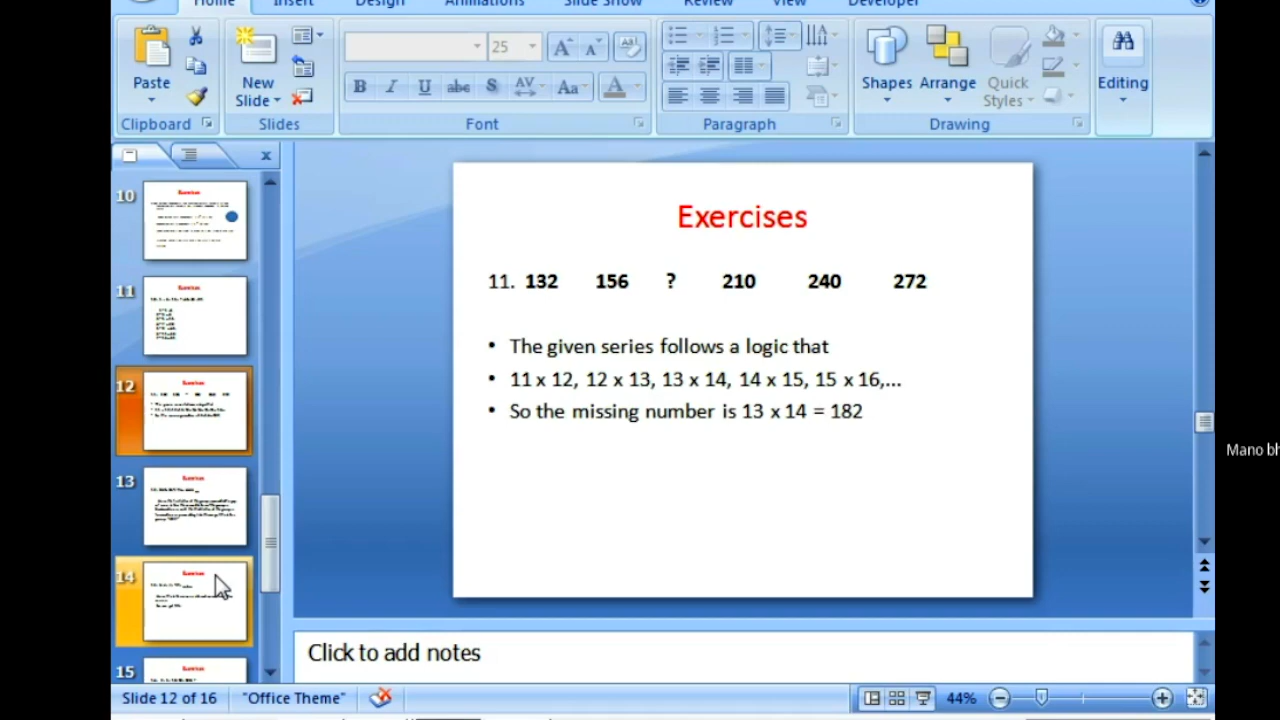 Home Insert Design Animations Slide Show Review View Developer
25
Paste New Slide B I U abc S AV Aa A Shapes Arrange Quick Styles Editing
Clipboard Slides Font Paragraph Drawing
10
11
12
13
14
15
Exercises
11. 132 156 ? 210 240 272
• The given series follows a logic that
• 11 x 12, 12 x 13, 13 x 14, 14 x 15, 15 x 16,...
• So the missing number is 13 x 14 = 182
Mano bh
Click to add notes
Slide 12 of 16 "Office Theme" 44%